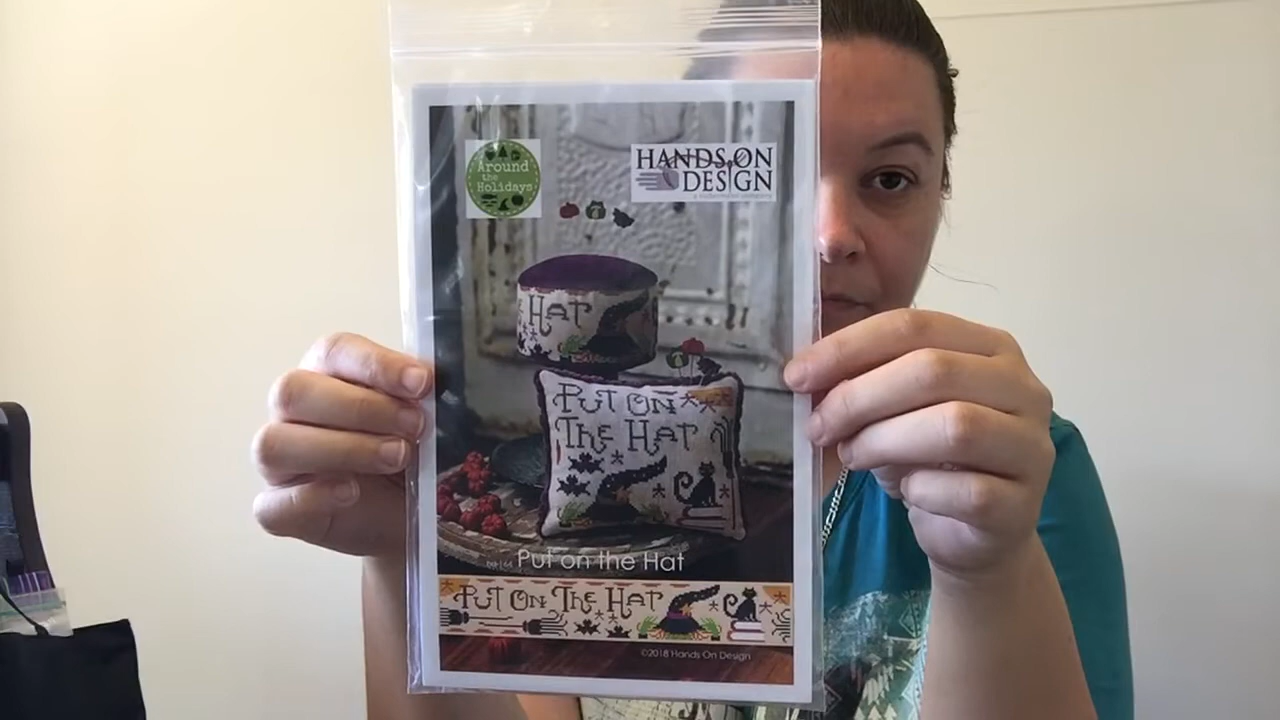 Around
the
Holidays
HANDS ON
DESIGN
HAT
PUT ON
THE HAT
Put on the Hat
PUT ON THE HAT
©2018 Hands On Design